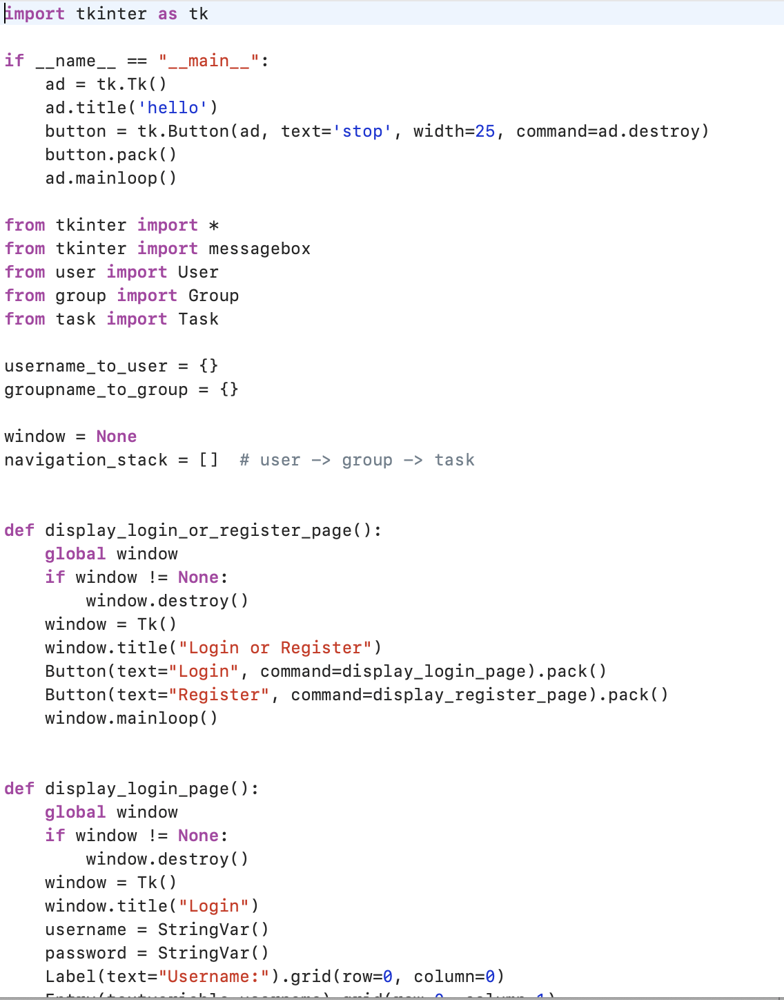 import tkinter as tk
if __name__ == "__main__":
    ad = tk.Tk()
    ad.title('hello')
    button = tk.Button(ad, text='stop', width=25, command=ad.destroy)
    button.pack()
    ad.mainloop()
from tkinter import *
from tkinter import messagebox
from user import User
from group import Group
from task import Task
username_to_user = {}
groupname_to_group = {}
window = None
navigation_stack = []  # user -> group -> task
def display_login_or_register_page():
    global window
    if window != None:
        window.destroy()
    window = Tk()
    window.title("Login or Register")
    Button(text="Login", command=display_login_page).pack()
    Button(text="Register", command=display_register_page).pack()
    window.mainloop()
def display_login_page():
    global window
    if window != None:
        window.destroy()
    window = Tk()
    window.title("Login")
    username = StringVar()
    password = StringVar()
    Label(text="Username:").grid(row=0, column=0)